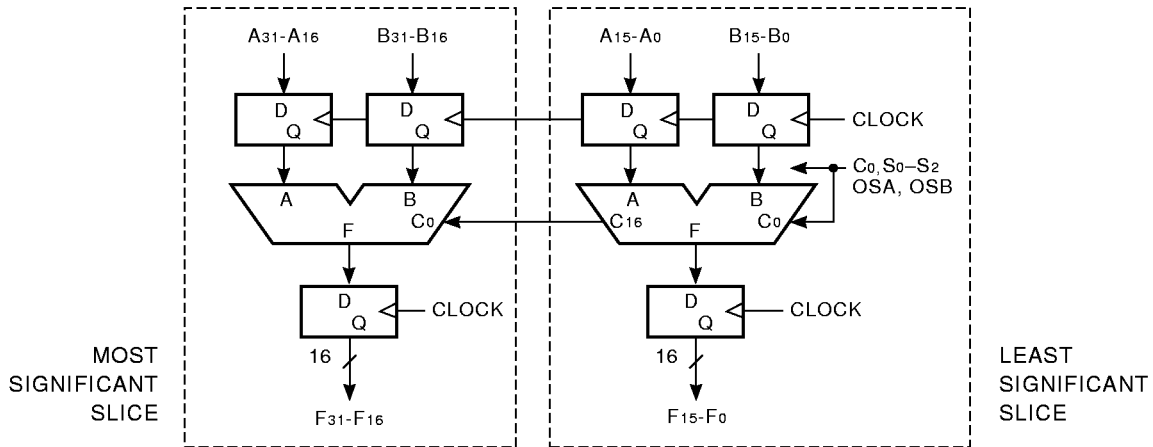 A31-A16
B31-B16
A15-A0
B15-B0
D
Q
D
Q
D
Q
D
Q
CLOCK
C0, S0–S2
OSA, OSB
A
B
C0
F
A
B
C16
C0
F
D
Q
CLOCK
D
Q
CLOCK
16
16
F31-F16
F15-F0
MOST
SIGNIFICANT
SLICE
LEAST
SIGNIFICANT
SLICE